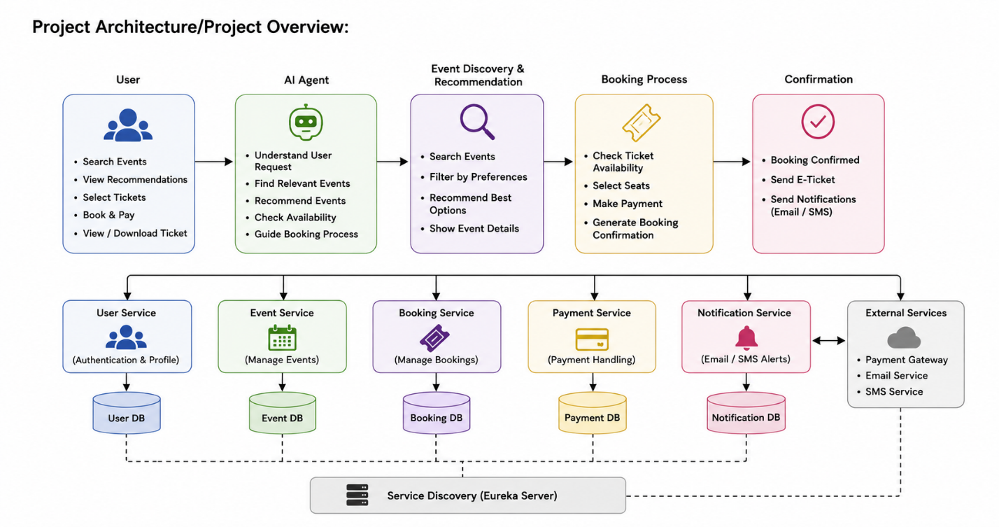 Project Architecture/Project Overview:
User
AI Agent
Event Discovery &
Recommendation
Booking Process
Confirmation
• Search Events
• View Recommendations
• Select Tickets
• Book & Pay
• View / Download Ticket
• Understand User
Request
• Find Relevant Events
• Recommend Events
• Check Availability
• Guide Booking Process
• Search Events
• Filter by Preferences
• Recommend Best
Options
• Show Event Details
• Check Ticket
Availability
• Select Seats
• Make Payment
• Generate Booking
Confirmation
• Booking Confirmed
• Send E-Ticket
• Send Notifications
(Email / SMS)
User Service
(Authentication & Profile)
Event Service
(Manage Events)
Booking Service
(Manage Bookings)
Payment Service
(Payment Handling)
Notification Service
(Email / SMS Alerts)
External Services
• Payment Gateway
• Email Service
• SMS Service
User DB
Event DB
Booking DB
Payment DB
Notification DB
Service Discovery (Eureka Server)